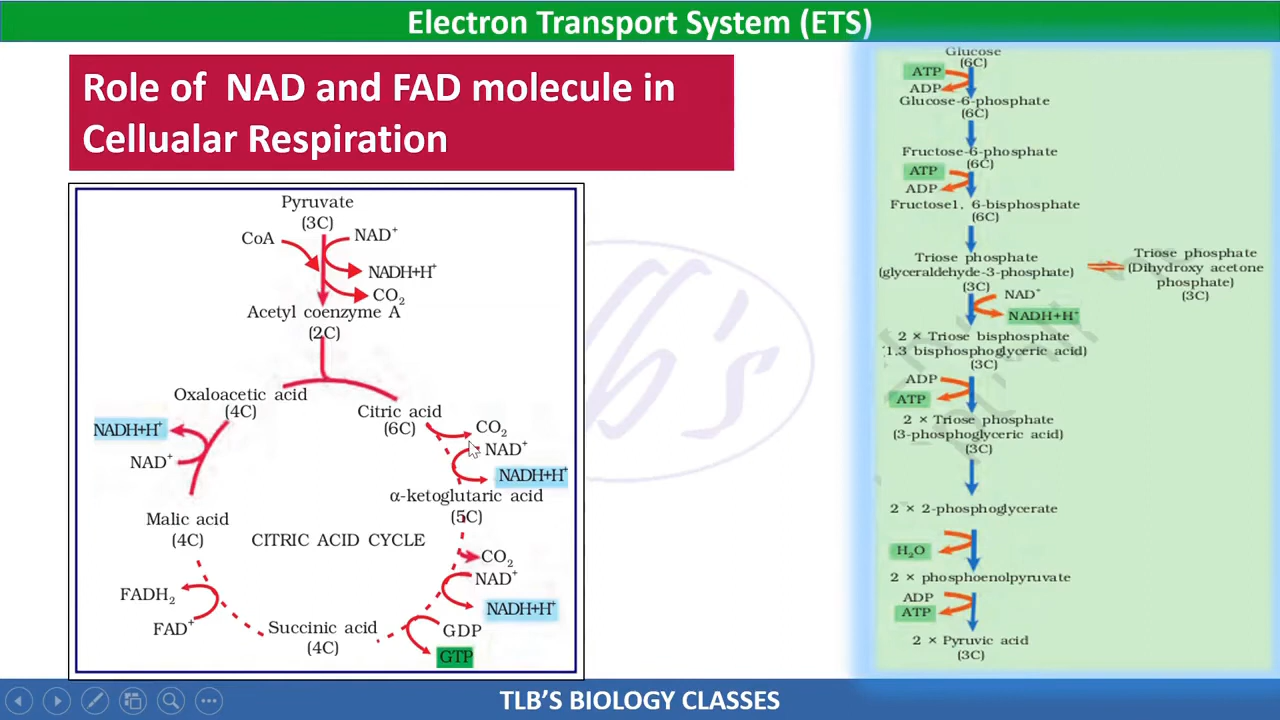 Electron Transport System (ETS)
Role of NAD and FAD molecule in
Cellualar Respiration
Pyruvate
(3C)
CoA
NAD⁺
NADH+H⁺
CO₂
Acetyl coenzyme A
(2C)
Oxaloacetic acid
(4C)
Citric acid
(6C)
CO₂
NADH+H⁺
NAD⁺
NAD⁺
NADH+H⁺
α-ketoglutaric acid
(5C)
Malic acid
(4C)
CITRIC ACID CYCLE
CO₂
NAD⁺
FADH₂
NADH+H⁺
FAD⁺
Succinic acid
(4C)
GDP
GTP
Glucose
(6C)
ATP
ADP
Glucose-6-phosphate
(6C)
Fructose-6-phosphate
(6C)
ATP
ADP
Fructose1, 6-bisphosphate
(6C)
Triose phosphate
(glyceraldehyde-3-phosphate)
(3C)
Triose phosphate
(Dihydroxy acetone
phosphate)
(3C)
NAD⁺
NADH+H⁺
2 × Triose bisphosphate
1,3 bisphosphoglyceric acid)
(3C)
ADP
ATP
2 × Triose phosphate
(3-phosphoglyceric acid)
(3C)
2 × 2-phosphoglycerate
H₂O
2 × phosphoenolpyruvate
ADP
ATP
2 × Pyruvic acid
(3C)
TLB'S BIOLOGY CLASSES